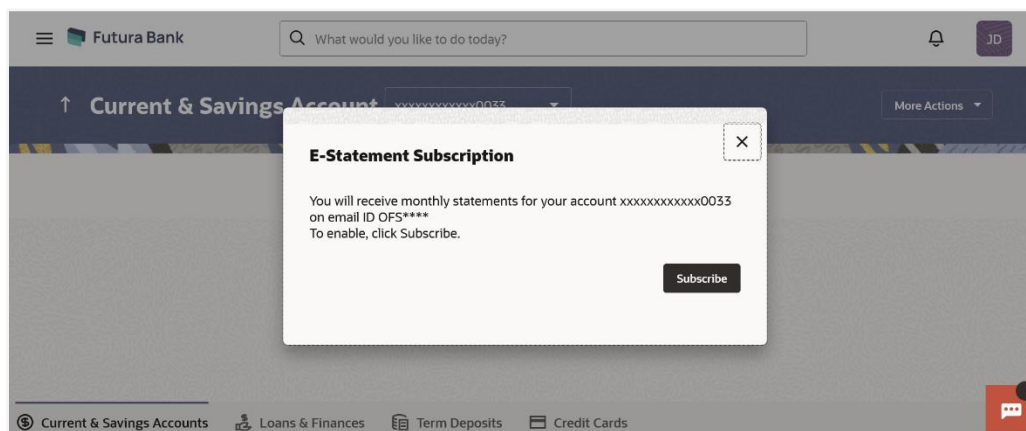 Futura Bank
What would you like to do today?
JD
Current & Savings Account xxxxxxxxxxxx0033
More Actions
E-Statement Subscription
You will receive monthly statements for your account xxxxxxxxxxxx0033
on email ID OFS****
To enable, click Subscribe.
Subscribe
Current & Savings Accounts
Loans & Finances
Term Deposits
Credit Cards